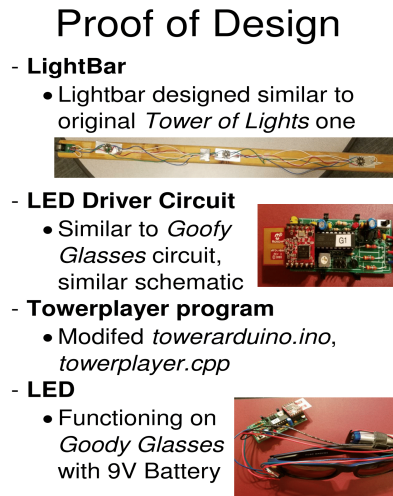 Proof of Design
- LightBar
• Lightbar designed similar to
original Tower of Lights one
- LED Driver Circuit
• Similar to Goofy
Glasses circuit,
similar schematic
G1
- Towerplayer program
• Modifed towerarduino.ino,
towerplayer.cpp
- LED
• Functioning on
Goody Glasses
with 9V Battery